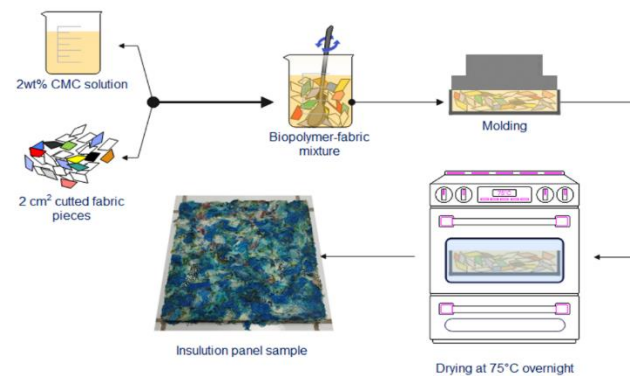 2wt% CMC solution
2 cm² cutted fabric
pieces
Biopolymer-fabric
mixture
Molding
75°C
Drying at 75°C overnight
Insulution panel sample